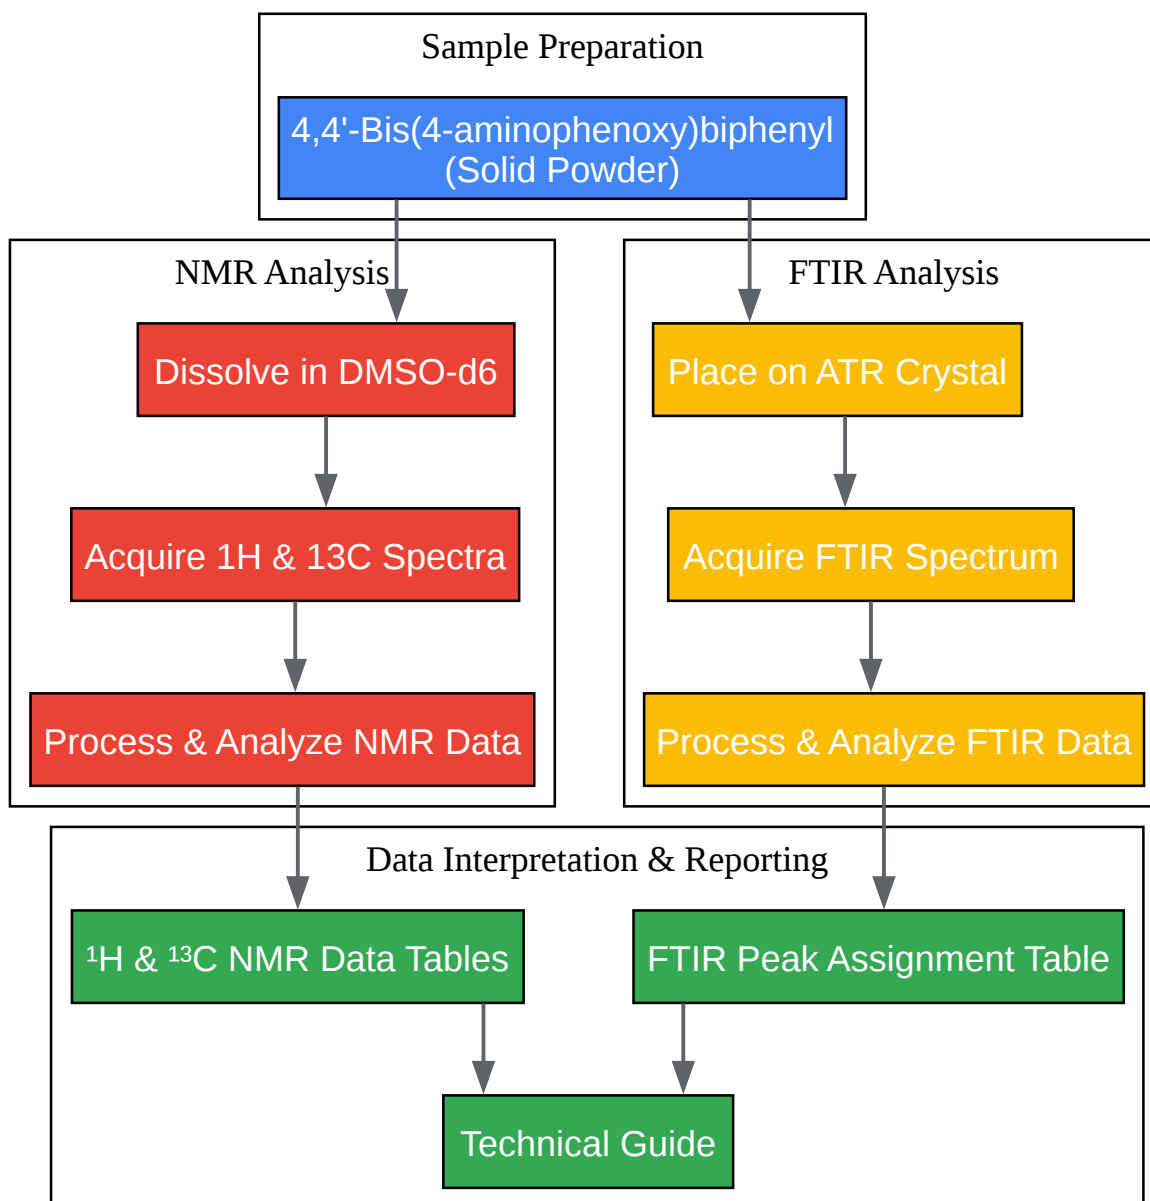 Sample Preparation
4,4'-Bis(4-aminophenoxy)biphenyl
(Solid Powder)
NMR Analysis
Dissolve in DMSO-d6
Acquire 1H & 13C Spectra
Process & Analyze NMR Data
FTIR Analysis
Place on ATR Crystal
Acquire FTIR Spectrum
Process & Analyze FTIR Data
Data Interpretation & Reporting
¹H & ¹³C NMR Data Tables
FTIR Peak Assignment Table
Technical Guide